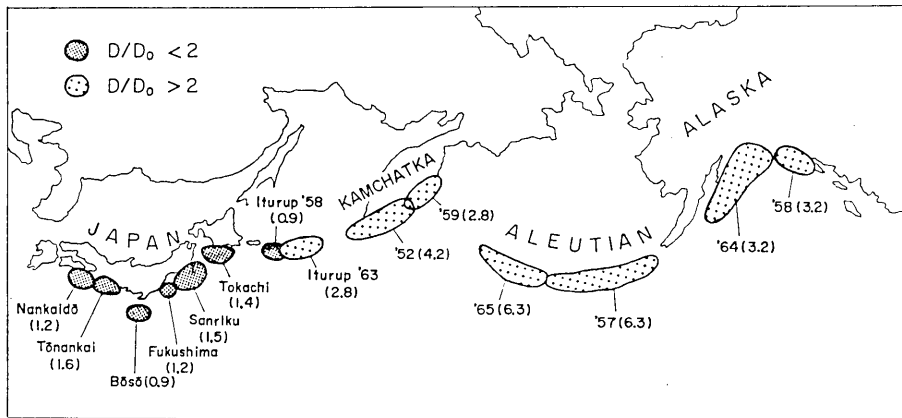 D/D₀ < 2
D/D₀ > 2
ALASKA
KAMCHATKA
JAPAN
ALEUTIAN
Iturup '58
(0.9)
'59(2.8)
'58(3.2)
'52(4.2)
'64(3.2)
Iturup '63
(2.8)
Tokachi
(1.4)
'65(6.3)
'57(6.3)
Nankaidō
(1.2)
Sanriku
(1.5)
Tōnankai
(1.6)
Fukushima
(1.2)
Bōsō(0.9)